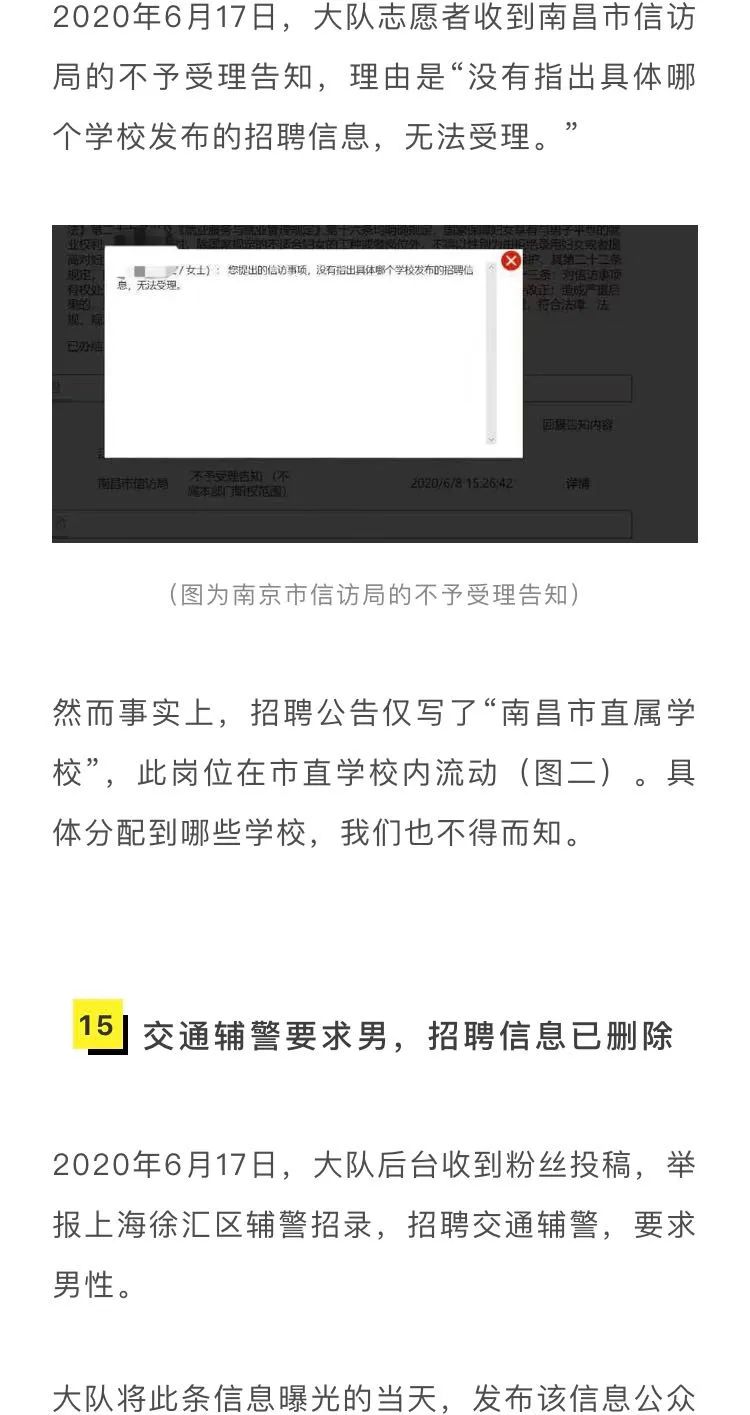 2020年6月17日，大队志愿者收到南昌市信访
局的不予受理告知，理由是“没有指出具体哪
个学校发布的招聘信息，无法受理。”
女士）：您提出的信访事项，没有指出具体哪个学校发布的招聘信
息，无法受理。
回复告知内容
南昌市信访局
不予受理告知（不
属本部门职权范围）
2020/6/8 15:26:42
详情
（图为南京市信访局的不予受理告知）
然而事实上，招聘公告仅写了“南昌市直属学
校”，此岗位在市直学校内流动（图二）。具
体分配到哪些学校，我们也不得而知。
15 交通辅警要求男，招聘信息已删除
2020年6月17日，大队后台收到粉丝投稿，举
报上海徐汇区辅警招录，招聘交通辅警，要求
男性。
大队将此条信息曝光的当天，发布该信息公众